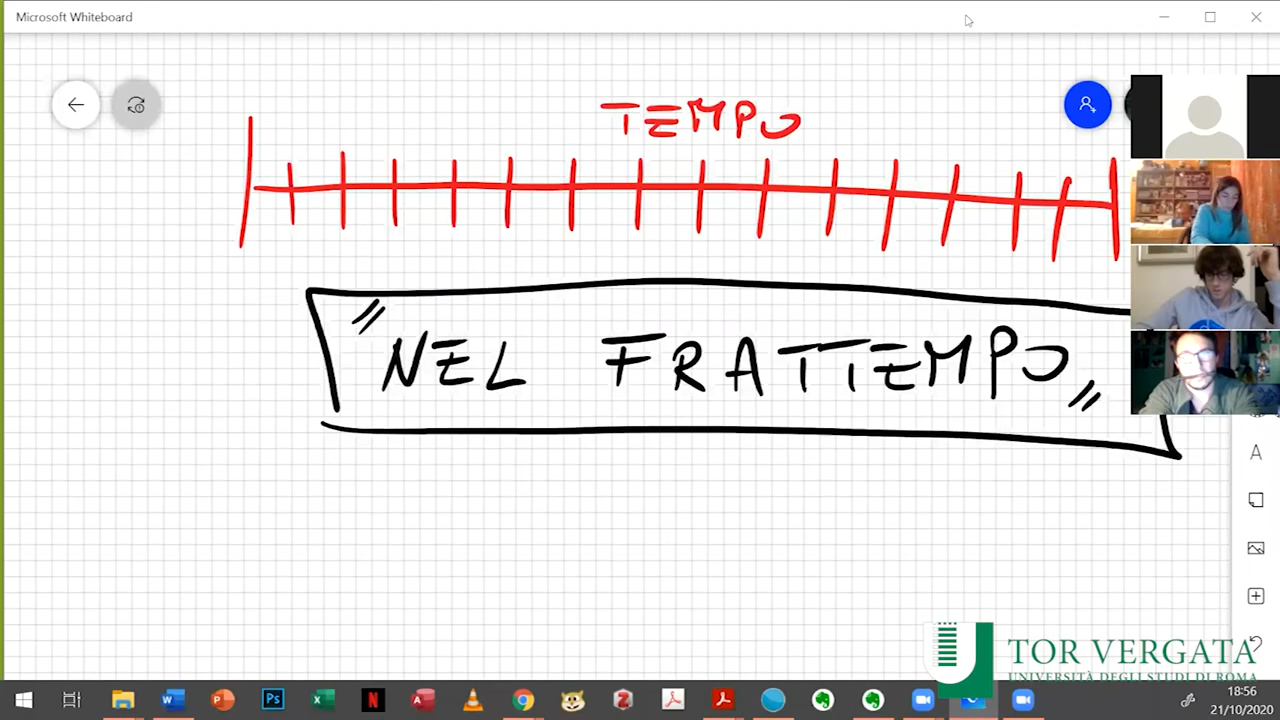 Microsoft Whiteboard
TEMPO
"NEL FRATTEMPO"
A
TOR VERGATA
UNIVERSITÀ DEGLI STUDI DI ROMA
18:56
21/10/2020